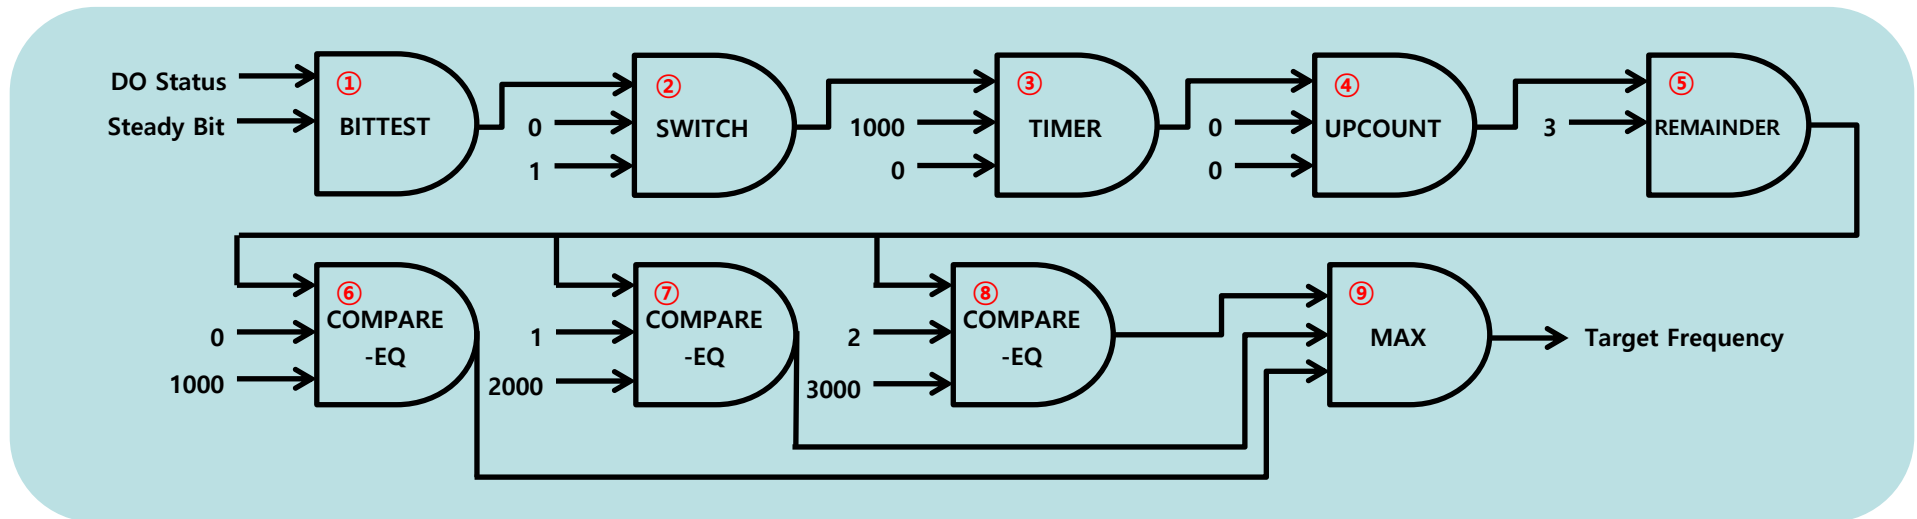 DO Status
Steady Bit
①
BITTEST
0
1
②
SWITCH
1000
0
③
TIMER
0
0
④
UPCOUNT
3
⑤
REMAINDER
0
1000
⑥
COMPARE
-EQ
1
2000
⑦
COMPARE
-EQ
2
3000
⑧
COMPARE
-EQ
⑨
MAX
Target Frequency